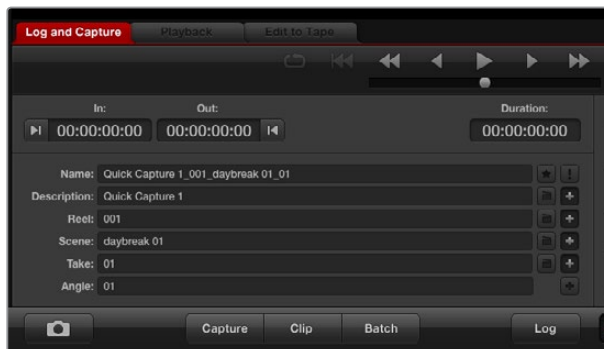 Log and Capture Playback Edit to Tape
In: Out: Duration:
00:00:00:00 00:00:00:00 00:00:00:00
Name: Quick Capture 1_001_daybreak 01_01
Description: Quick Capture 1
Reel: 001
Scene: daybreak 01
Take: 01
Angle: 01
Capture Clip Batch Log